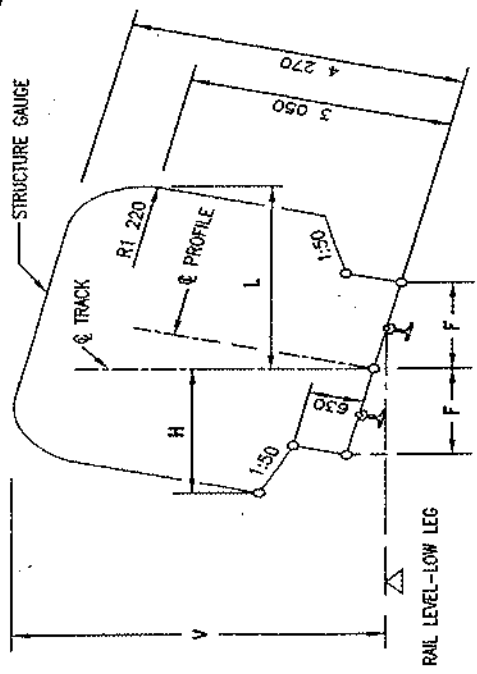 STRUCTURE GAUGE
4 270
3 050
R1 220
℄ TRACK
℄ PROFILE
1:50
L
H
630
1:50
F
F
V
RAIL LEVEL-LOW LEG